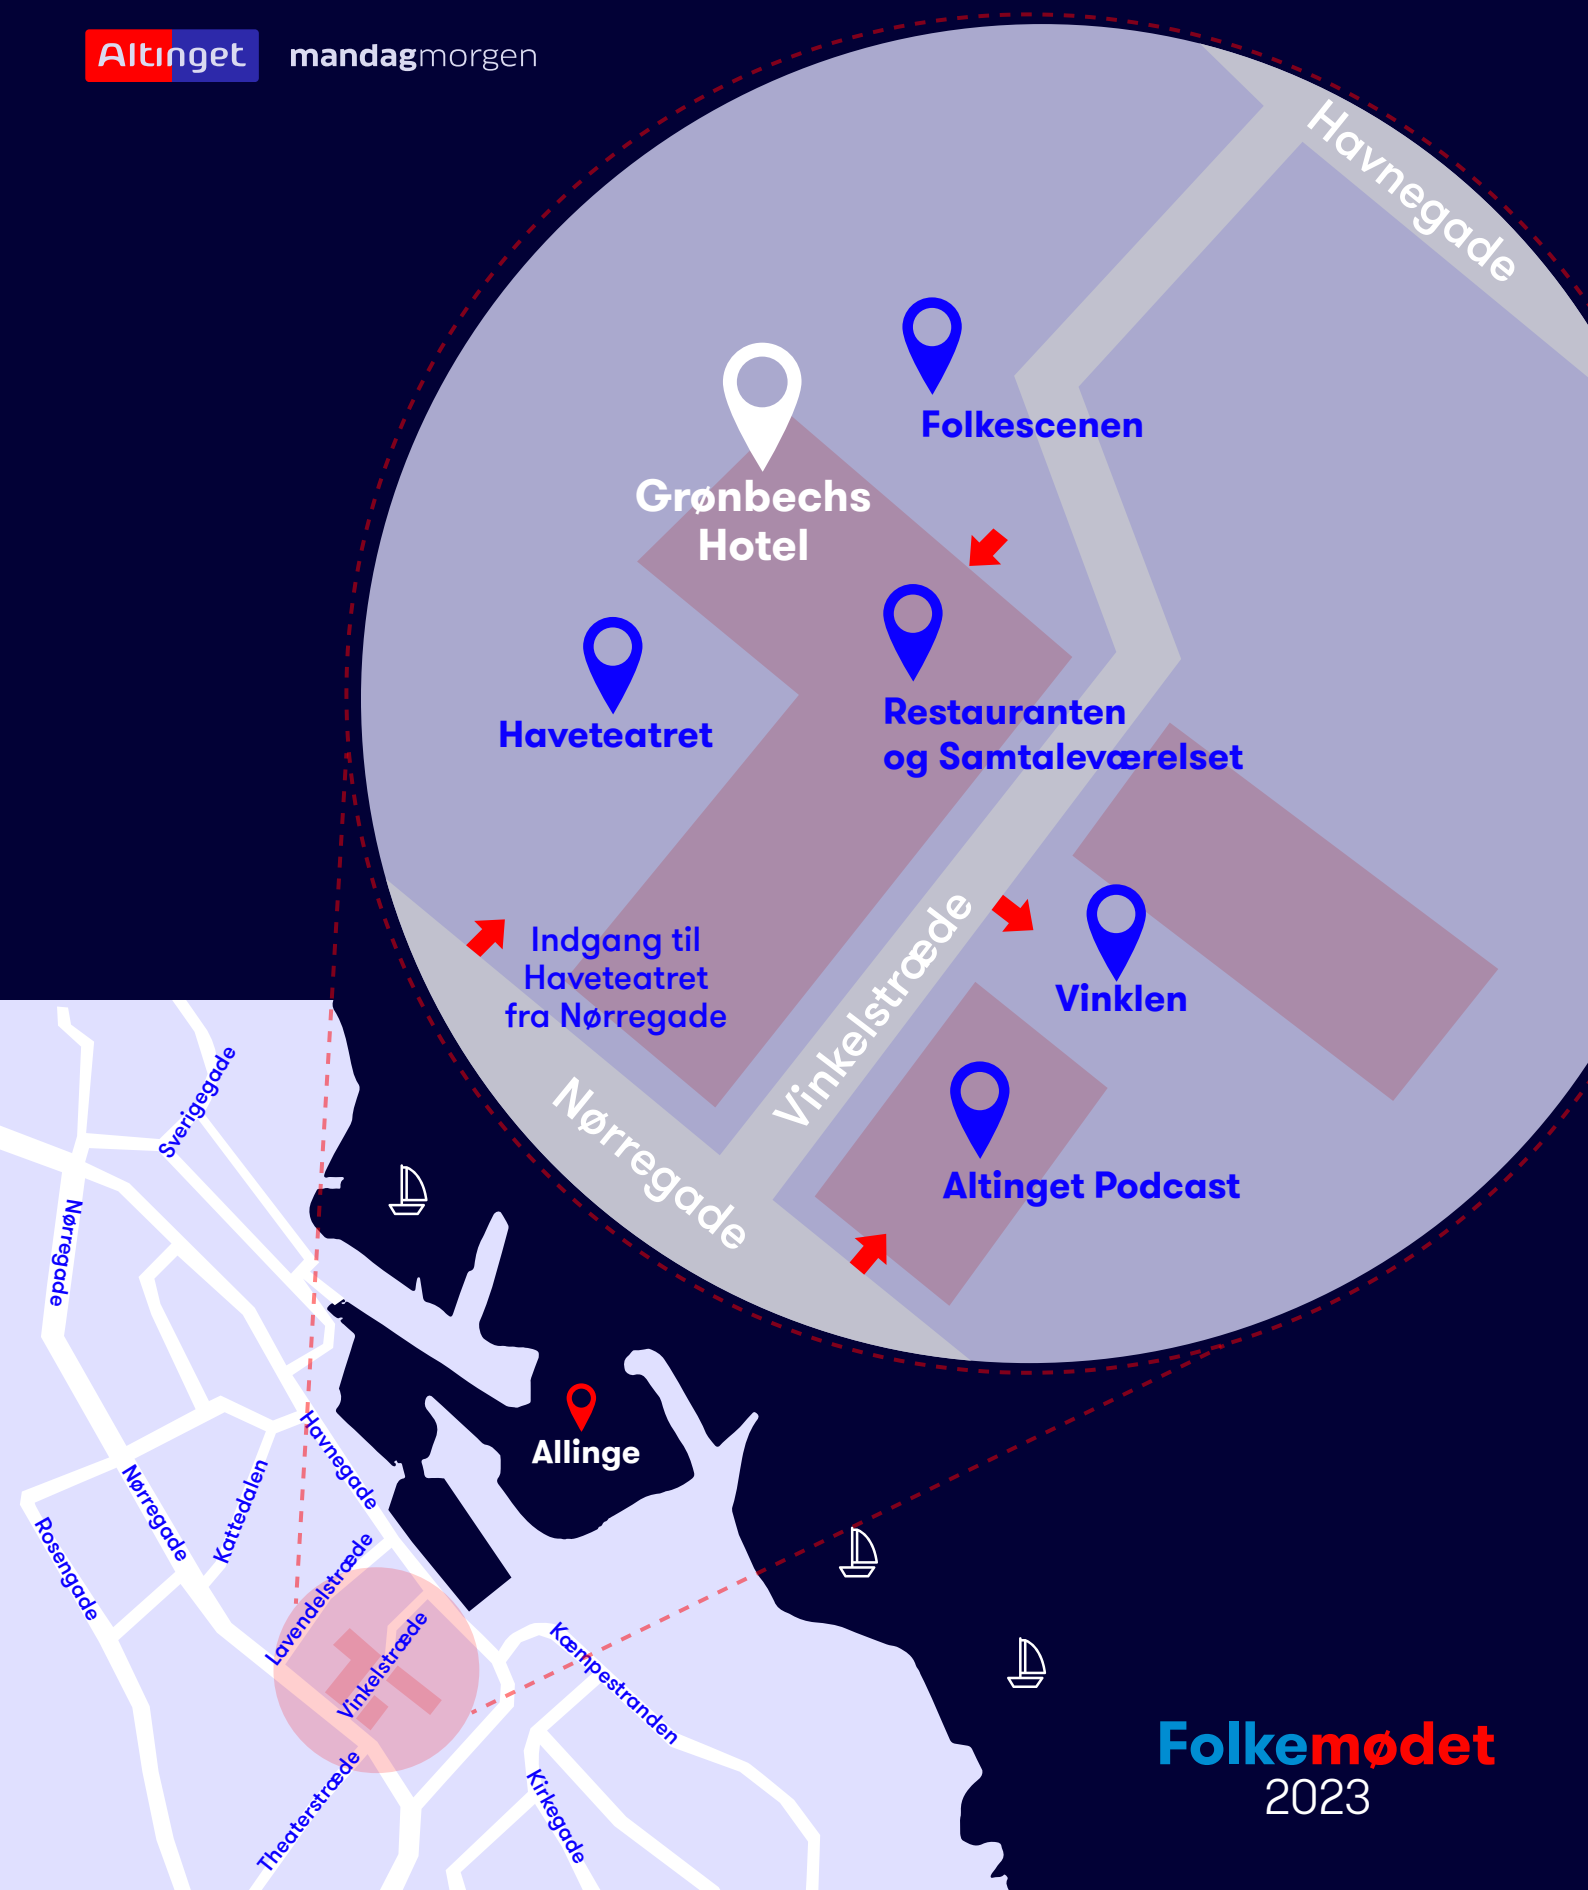 Altinget
mandagmorgen
Havnegade
Folkescenen
Grønbechs
Hotel
Haveteatret
Restauranten
og Samtaleværelset
Vinkelstræde
Indgang til
Haveteatret
fra Nørregade
Vinklen
Nørregade
Altinget Podcast
Sverigegade
Nørregade
Allinge
Havnegade
Nørregade
Kattedalen
Rosengade
Lavendelstræde
Vinkelstræde
Kæmpestranden
Theaterstræde
Kirkegade
Folkemødet
2023